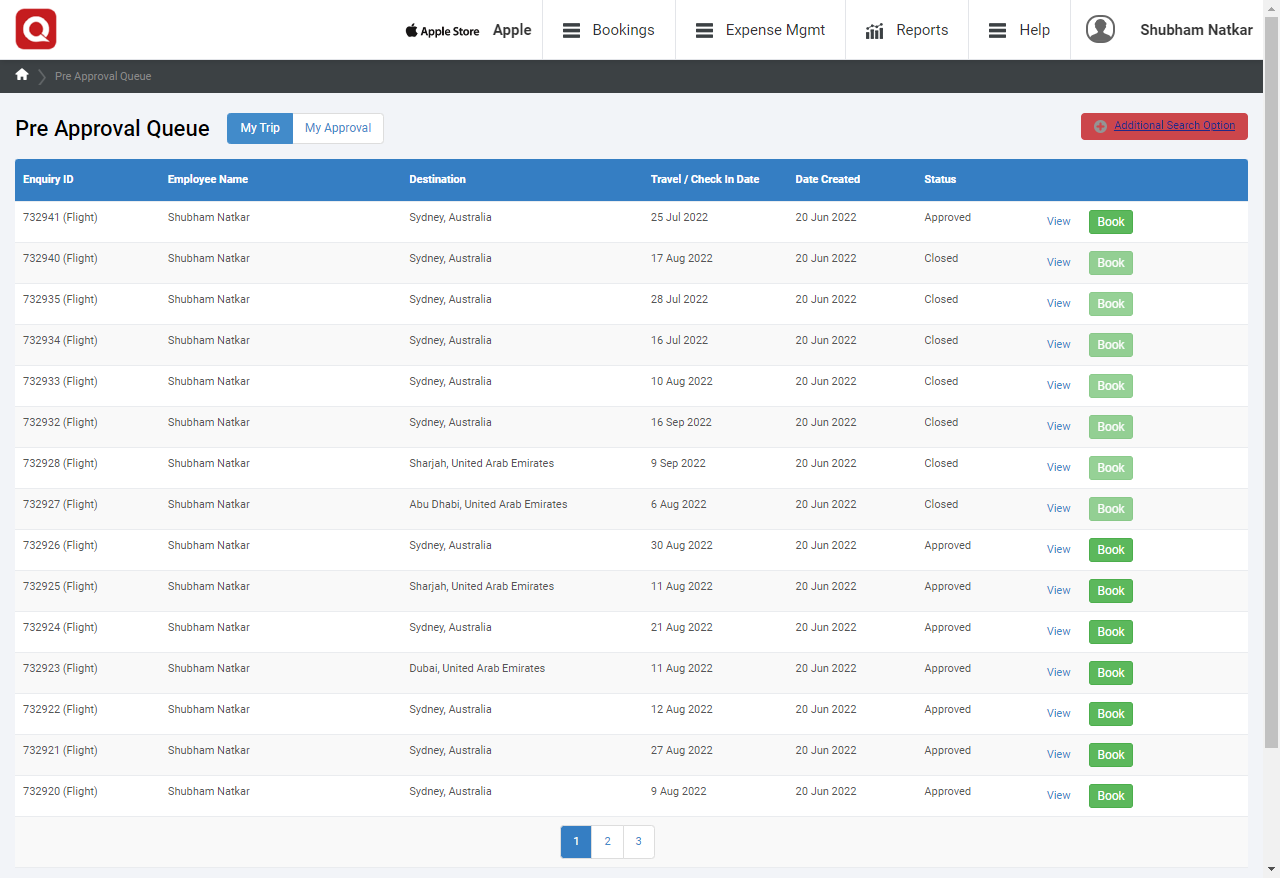 Apple Store Apple Bookings Expense Mgmt Reports Help Shubham Natkar
Pre Approval Queue
Pre Approval Queue My Trip My Approval Additional Search Option
Enquiry ID Employee Name Destination Travel / Check In Date Date Created Status
732941 (Flight) Shubham Natkar Sydney, Australia 25 Jul 2022 20 Jun 2022 Approved View Book
732940 (Flight) Shubham Natkar Sydney, Australia 17 Aug 2022 20 Jun 2022 Closed View Book
732935 (Flight) Shubham Natkar Sydney, Australia 28 Jul 2022 20 Jun 2022 Closed View Book
732934 (Flight) Shubham Natkar Sydney, Australia 16 Jul 2022 20 Jun 2022 Closed View Book
732933 (Flight) Shubham Natkar Sydney, Australia 10 Aug 2022 20 Jun 2022 Closed View Book
732932 (Flight) Shubham Natkar Sydney, Australia 16 Sep 2022 20 Jun 2022 Closed View Book
732928 (Flight) Shubham Natkar Sharjah, United Arab Emirates 9 Sep 2022 20 Jun 2022 Closed View Book
732927 (Flight) Shubham Natkar Abu Dhabi, United Arab Emirates 6 Aug 2022 20 Jun 2022 Closed View Book
732926 (Flight) Shubham Natkar Sydney, Australia 30 Aug 2022 20 Jun 2022 Approved View Book
732925 (Flight) Shubham Natkar Sharjah, United Arab Emirates 11 Aug 2022 20 Jun 2022 Approved View Book
732924 (Flight) Shubham Natkar Sydney, Australia 21 Aug 2022 20 Jun 2022 Approved View Book
732923 (Flight) Shubham Natkar Dubai, United Arab Emirates 11 Aug 2022 20 Jun 2022 Approved View Book
732922 (Flight) Shubham Natkar Sydney, Australia 12 Aug 2022 20 Jun 2022 Approved View Book
732921 (Flight) Shubham Natkar Sydney, Australia 27 Aug 2022 20 Jun 2022 Approved View Book
732920 (Flight) Shubham Natkar Sydney, Australia 9 Aug 2022 20 Jun 2022 Approved View Book
1 2 3